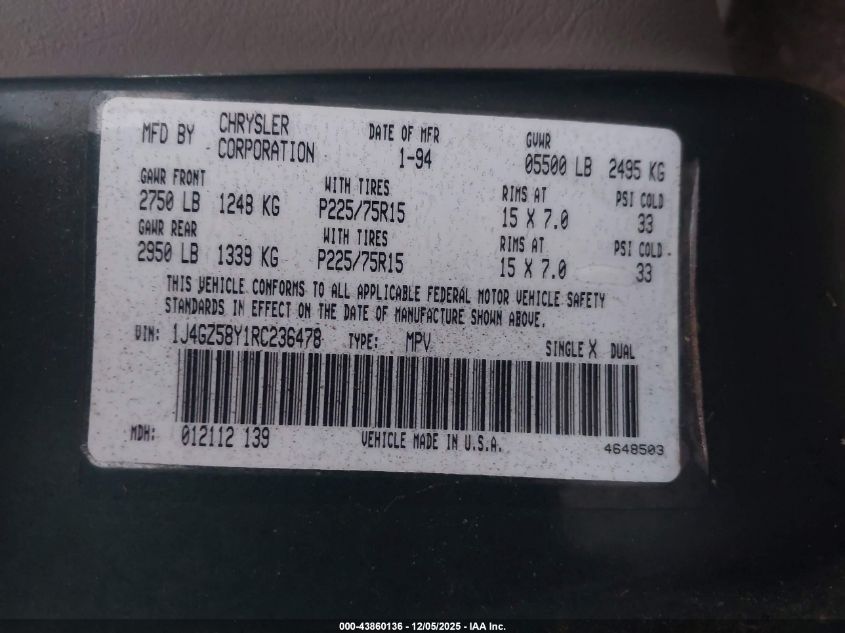 MFD BY CHRYSLER CORPORATION DATE OF MFR 1-94 GVWR 05500 LB 2495 KG
GAWR FRONT WITH TIRES RIMS AT PSI COLD
2750 LB 1248 KG P225/75R15 15 X 7.0 33
GAWR REAR WITH TIRES RIMS AT PSI COLD
2950 LB 1339 KG P225/75R15 15 X 7.0 33
THIS VEHICLE CONFORMS TO ALL APPLICABLE FEDERAL MOTOR VEHICLE SAFETY
STANDARDS IN EFFECT ON THE DATE OF MANUFACTURE SHOWN ABOVE.
VIN: 1J4GZ58Y1RC236478 TYPE: MPV SINGLE X DUAL
MDH: 012112 139 VEHICLE MADE IN U.S.A. 4648503
000-43860136 - 12/05/2025 - IAA Inc.